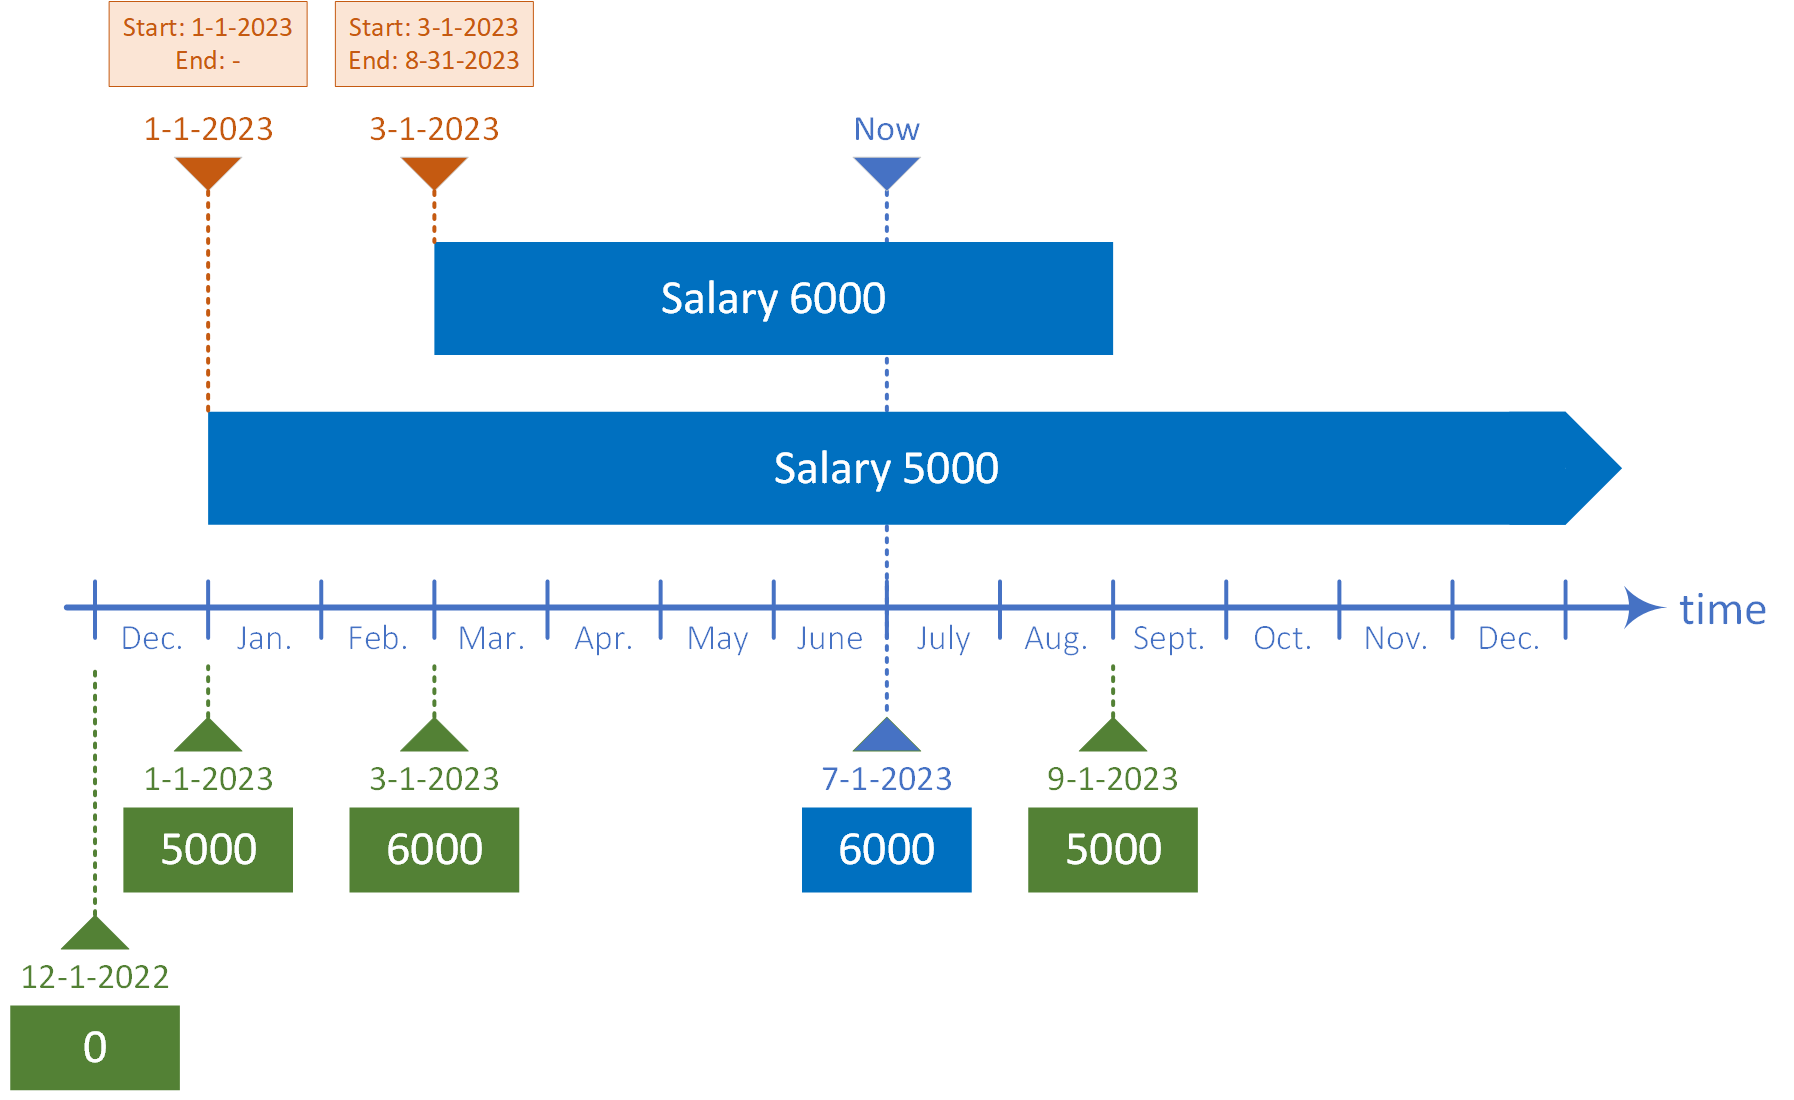 Start: 1-1-2023
End: -
Start: 3-1-2023
End: 8-31-2023
1-1-2023
3-1-2023
Now
Salary 6000
Salary 5000
time
Dec.
Jan.
Feb.
Mar.
Apr.
May
June
July
Aug.
Sept.
Oct.
Nov.
Dec.
1-1-2023
3-1-2023
7-1-2023
9-1-2023
5000
6000
6000
5000
12-1-2022
0